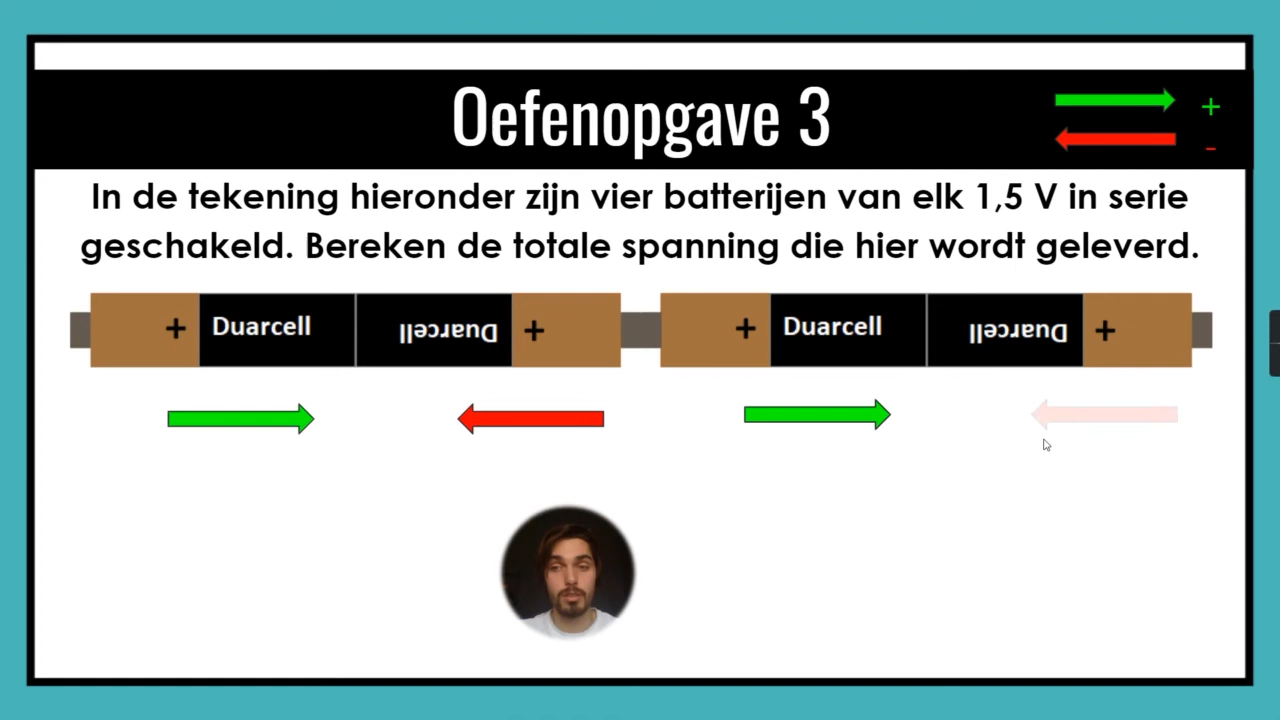 Oefenopgave 3
+
-
In de tekening hieronder zijn vier batterijen van elk 1,5 V in serie
geschakeld. Bereken de totale spanning die hier wordt geleverd.
+ Duarcell Duarcell + + Duarcell Duarcell +